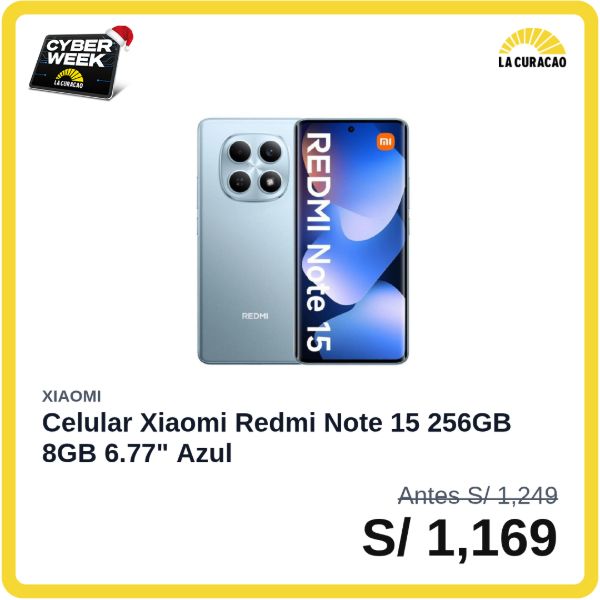 CYBER
WEEK
LA CURACAO
LA CURACAO
REDMI
REDMI Note 15
mi
XIAOMI
Celular Xiaomi Redmi Note 15 256GB
8GB 6.77" Azul
Antes S/ 1,249
S/ 1,169